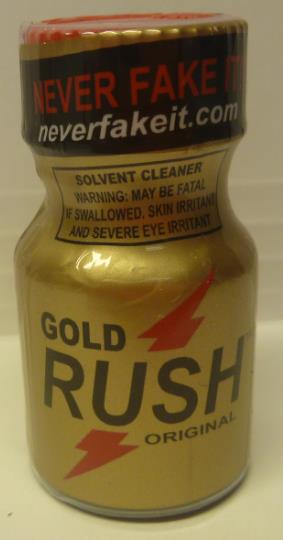 NEVER FAKE IT!
neverfakeit.com
SOLVENT CLEANER
WARNING: MAY BE FATAL
IF SWALLOWED. SKIN IRRITANT
AND SEVERE EYE IRRITANT
GOLD
RUSH
ORIGINAL